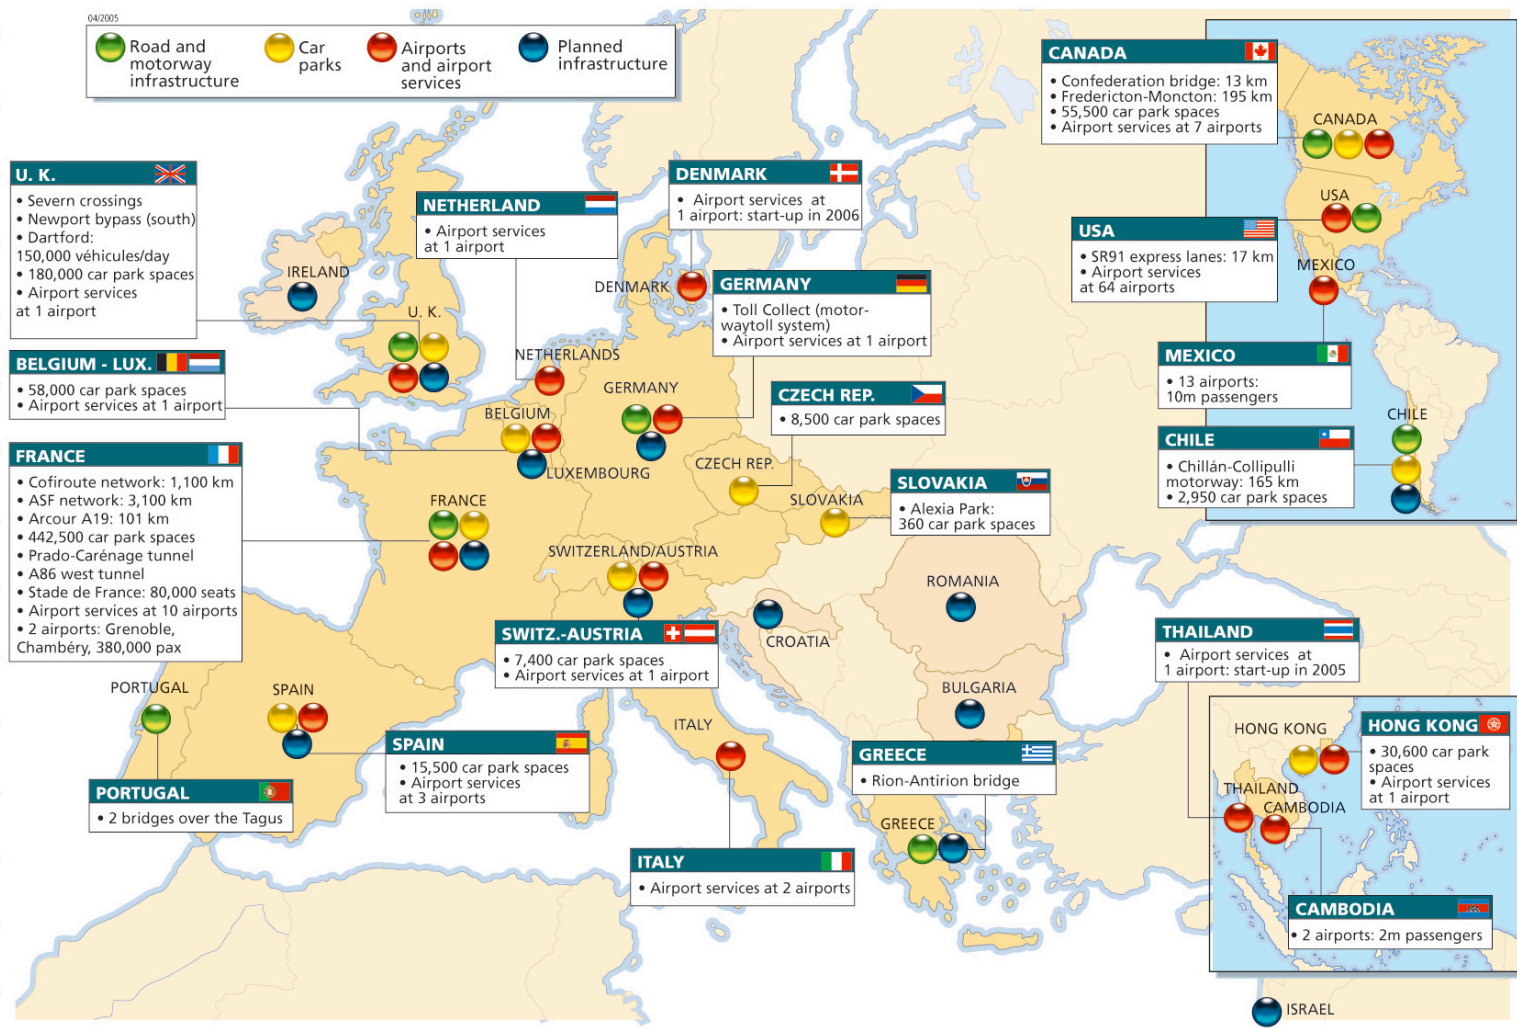 04/2005
Road and
motorway
infrastructure
Car
parks
Airports
and airport
services
Planned
infrastructure
CANADA
• Confederation bridge: 13 km
• Fredericton-Moncton: 195 km
• 55,500 car park spaces
• Airport services at 7 airports
CANADA
USA
MEXICO
CHILE
USA
• SR91 express lanes: 17 km
• Airport services
at 64 airports
MEXICO
• 13 airports:
10m passengers
CHILE
• Chillán-Collipulli
motorway: 165 km
• 2,950 car park spaces
U. K.
• Severn crossings
• Newport bypass (south)
• Dartford:
150,000 véhicules/day
• 180,000 car park spaces
• Airport services
at 1 airport
NETHERLAND
• Airport services
at 1 airport
DENMARK
• Airport services at
1 airport: start-up in 2006
GERMANY
• Toll Collect (motor-
waytoll system)
• Airport services at 1 airport
IRELAND
U. K.
DENMARK
NETHERLANDS
GERMANY
BELGIUM
LUXEMBOURG
BELGIUM - LUX.
• 58,000 car park spaces
• Airport services at 1 airport
CZECH REP.
• 8,500 car park spaces
CZECH REP.
SLOVAKIA
SLOVAKIA
• Alexia Park:
360 car park spaces
FRANCE
• Cofiroute network: 1,100 km
• ASF network: 3,100 km
• Arcour A19: 101 km
• 442,500 car park spaces
• Prado-Carénage tunnel
• A86 west tunnel
• Stade de France: 80,000 seats
• Airport services at 10 airports
• 2 airports: Grenoble,
Chambéry, 380,000 pax
FRANCE
SWITZERLAND/AUSTRIA
SWITZ.-AUSTRIA
• 7,400 car park spaces
• Airport services at 1 airport
ROMANIA
CROATIA
BULGARIA
PORTUGAL
SPAIN
ITALY
GREECE
PORTUGAL
• 2 bridges over the Tagus
SPAIN
• 15,500 car park spaces
• Airport services
at 3 airports
ITALY
• Airport services at 2 airports
GREECE
• Rion-Antirion bridge
THAILAND
• Airport services at
1 airport: start-up in 2005
HONG KONG
THAILAND
CAMBODIA
HONG KONG
• 30,600 car park
spaces
• Airport services
at 1 airport
CAMBODIA
• 2 airports: 2m passengers
ISRAEL